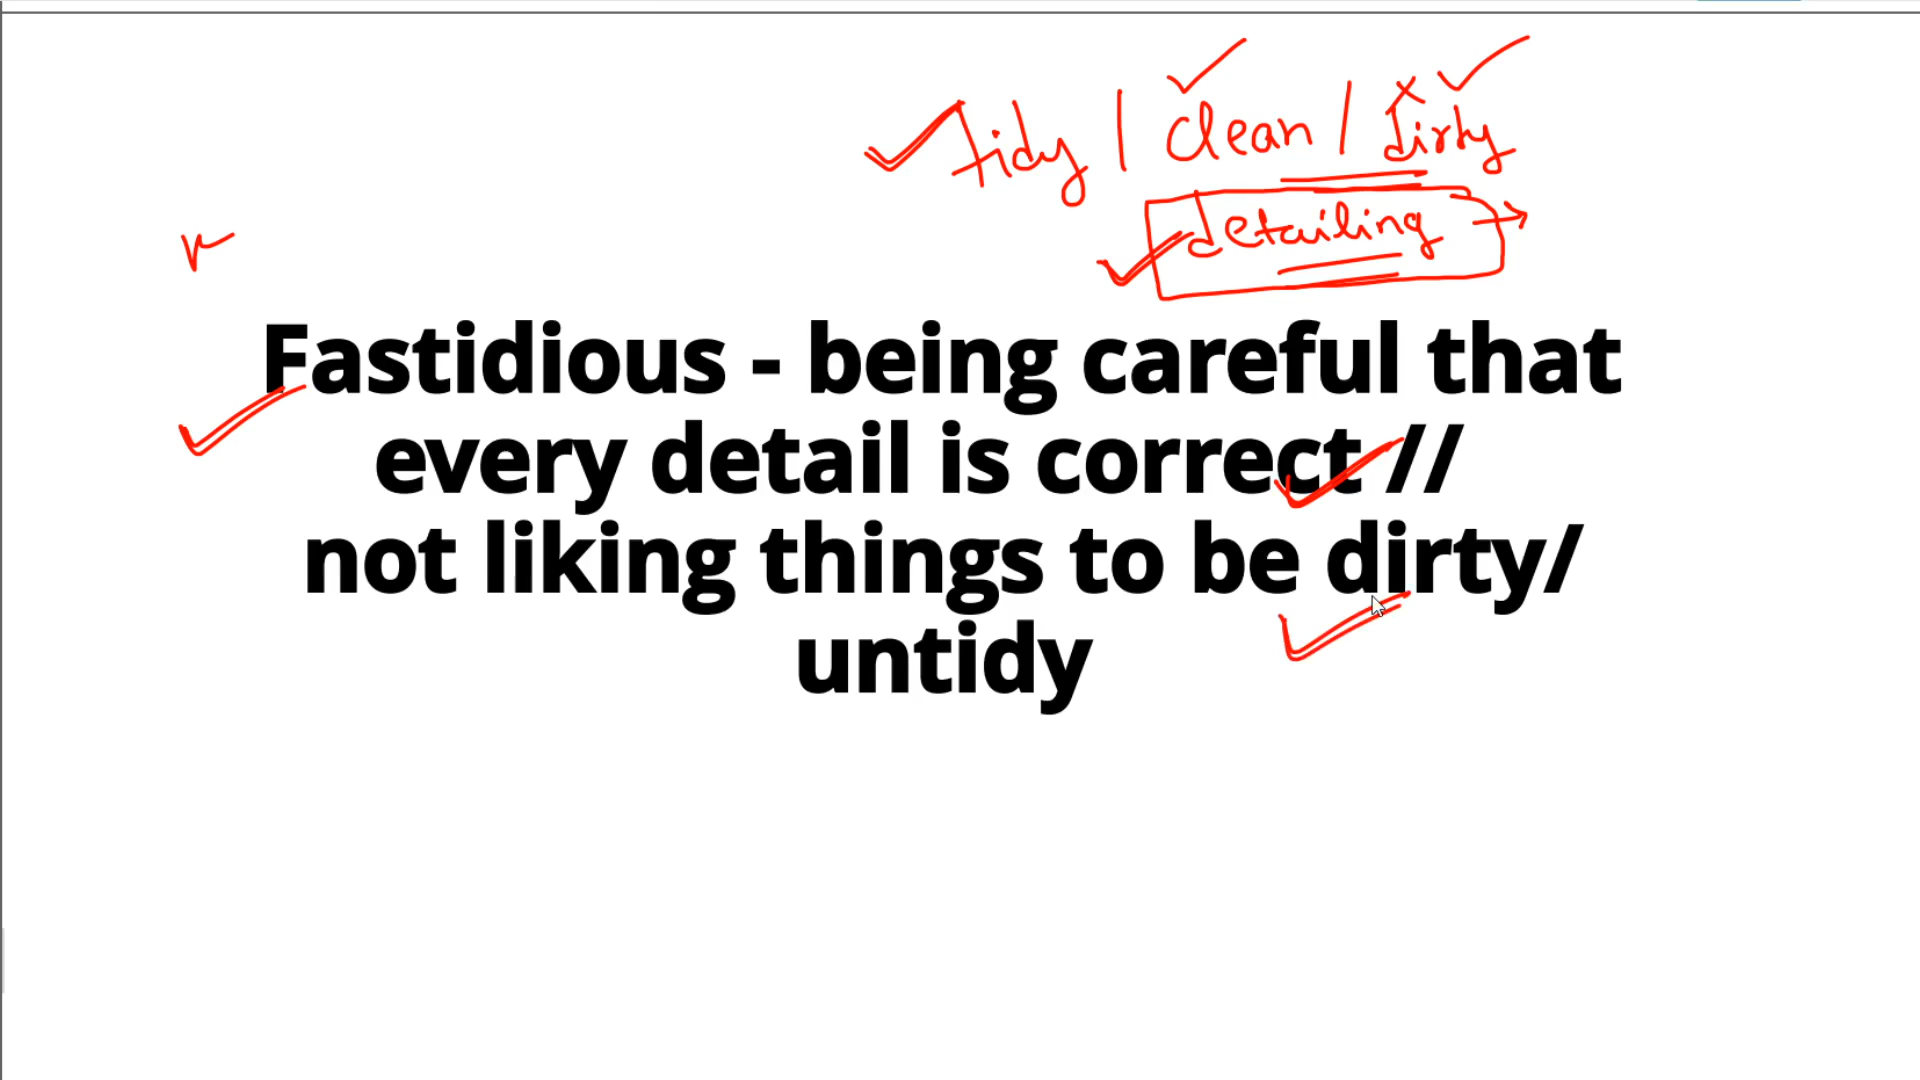 tidy / clean / dirty
detailing
Fastidious - being careful that
every detail is correct //
not liking things to be dirty/
untidy